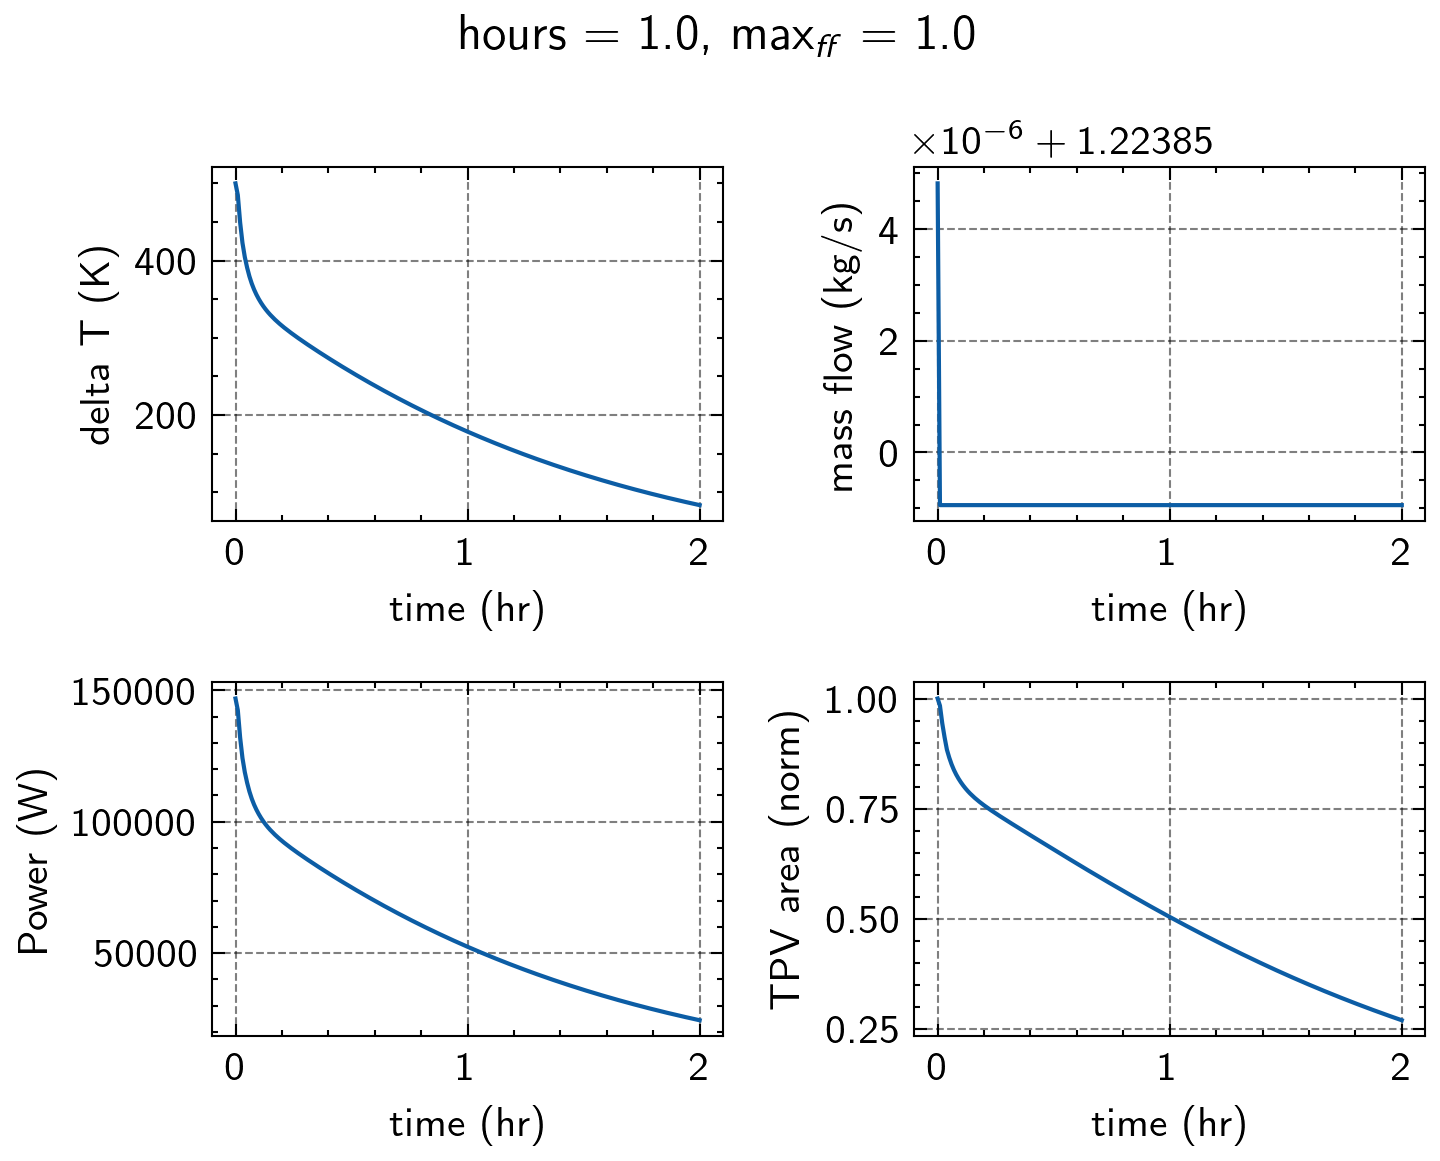 hours = 1.0, max_{ff} = 1.0
delta T (K)
400
200
0 1 2
time (hr)
×10^{−6} + 1.22385
mass flow (kg/s)
4
2
0
0 1 2
time (hr)
Power (W)
150000
100000
50000
0 1 2
time (hr)
TPV area (norm)
1.00
0.75
0.50
0.25
0 1 2
time (hr)